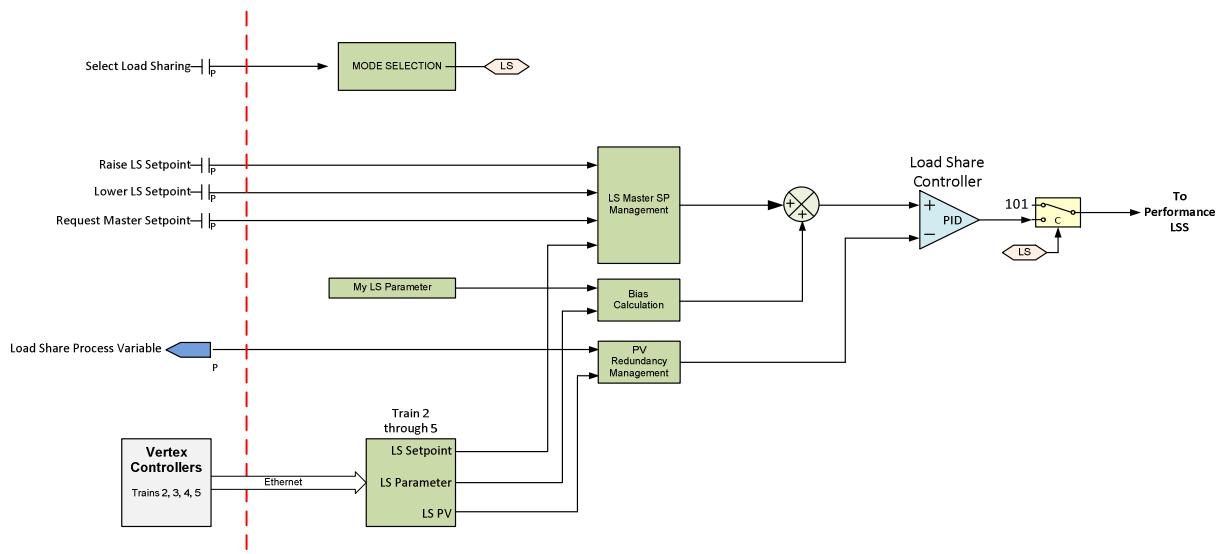 Select Load Sharing
P
MODE SELECTION
LS
Raise LS Setpoint
P
Lower LS Setpoint
P
Request Master Setpoint
P
LS Master SP
Management
+
+
Load Share
Controller
+
PID
−
101
C
LS
To
Performance
LSS
My LS Parameter
Bias
Calculation
Load Share Process Variable
P
PV
Redundancy
Management
Train 2
through 5
LS Setpoint
LS Parameter
LS PV
Vertex
Controllers
Trains 2, 3, 4, 5
Ethernet